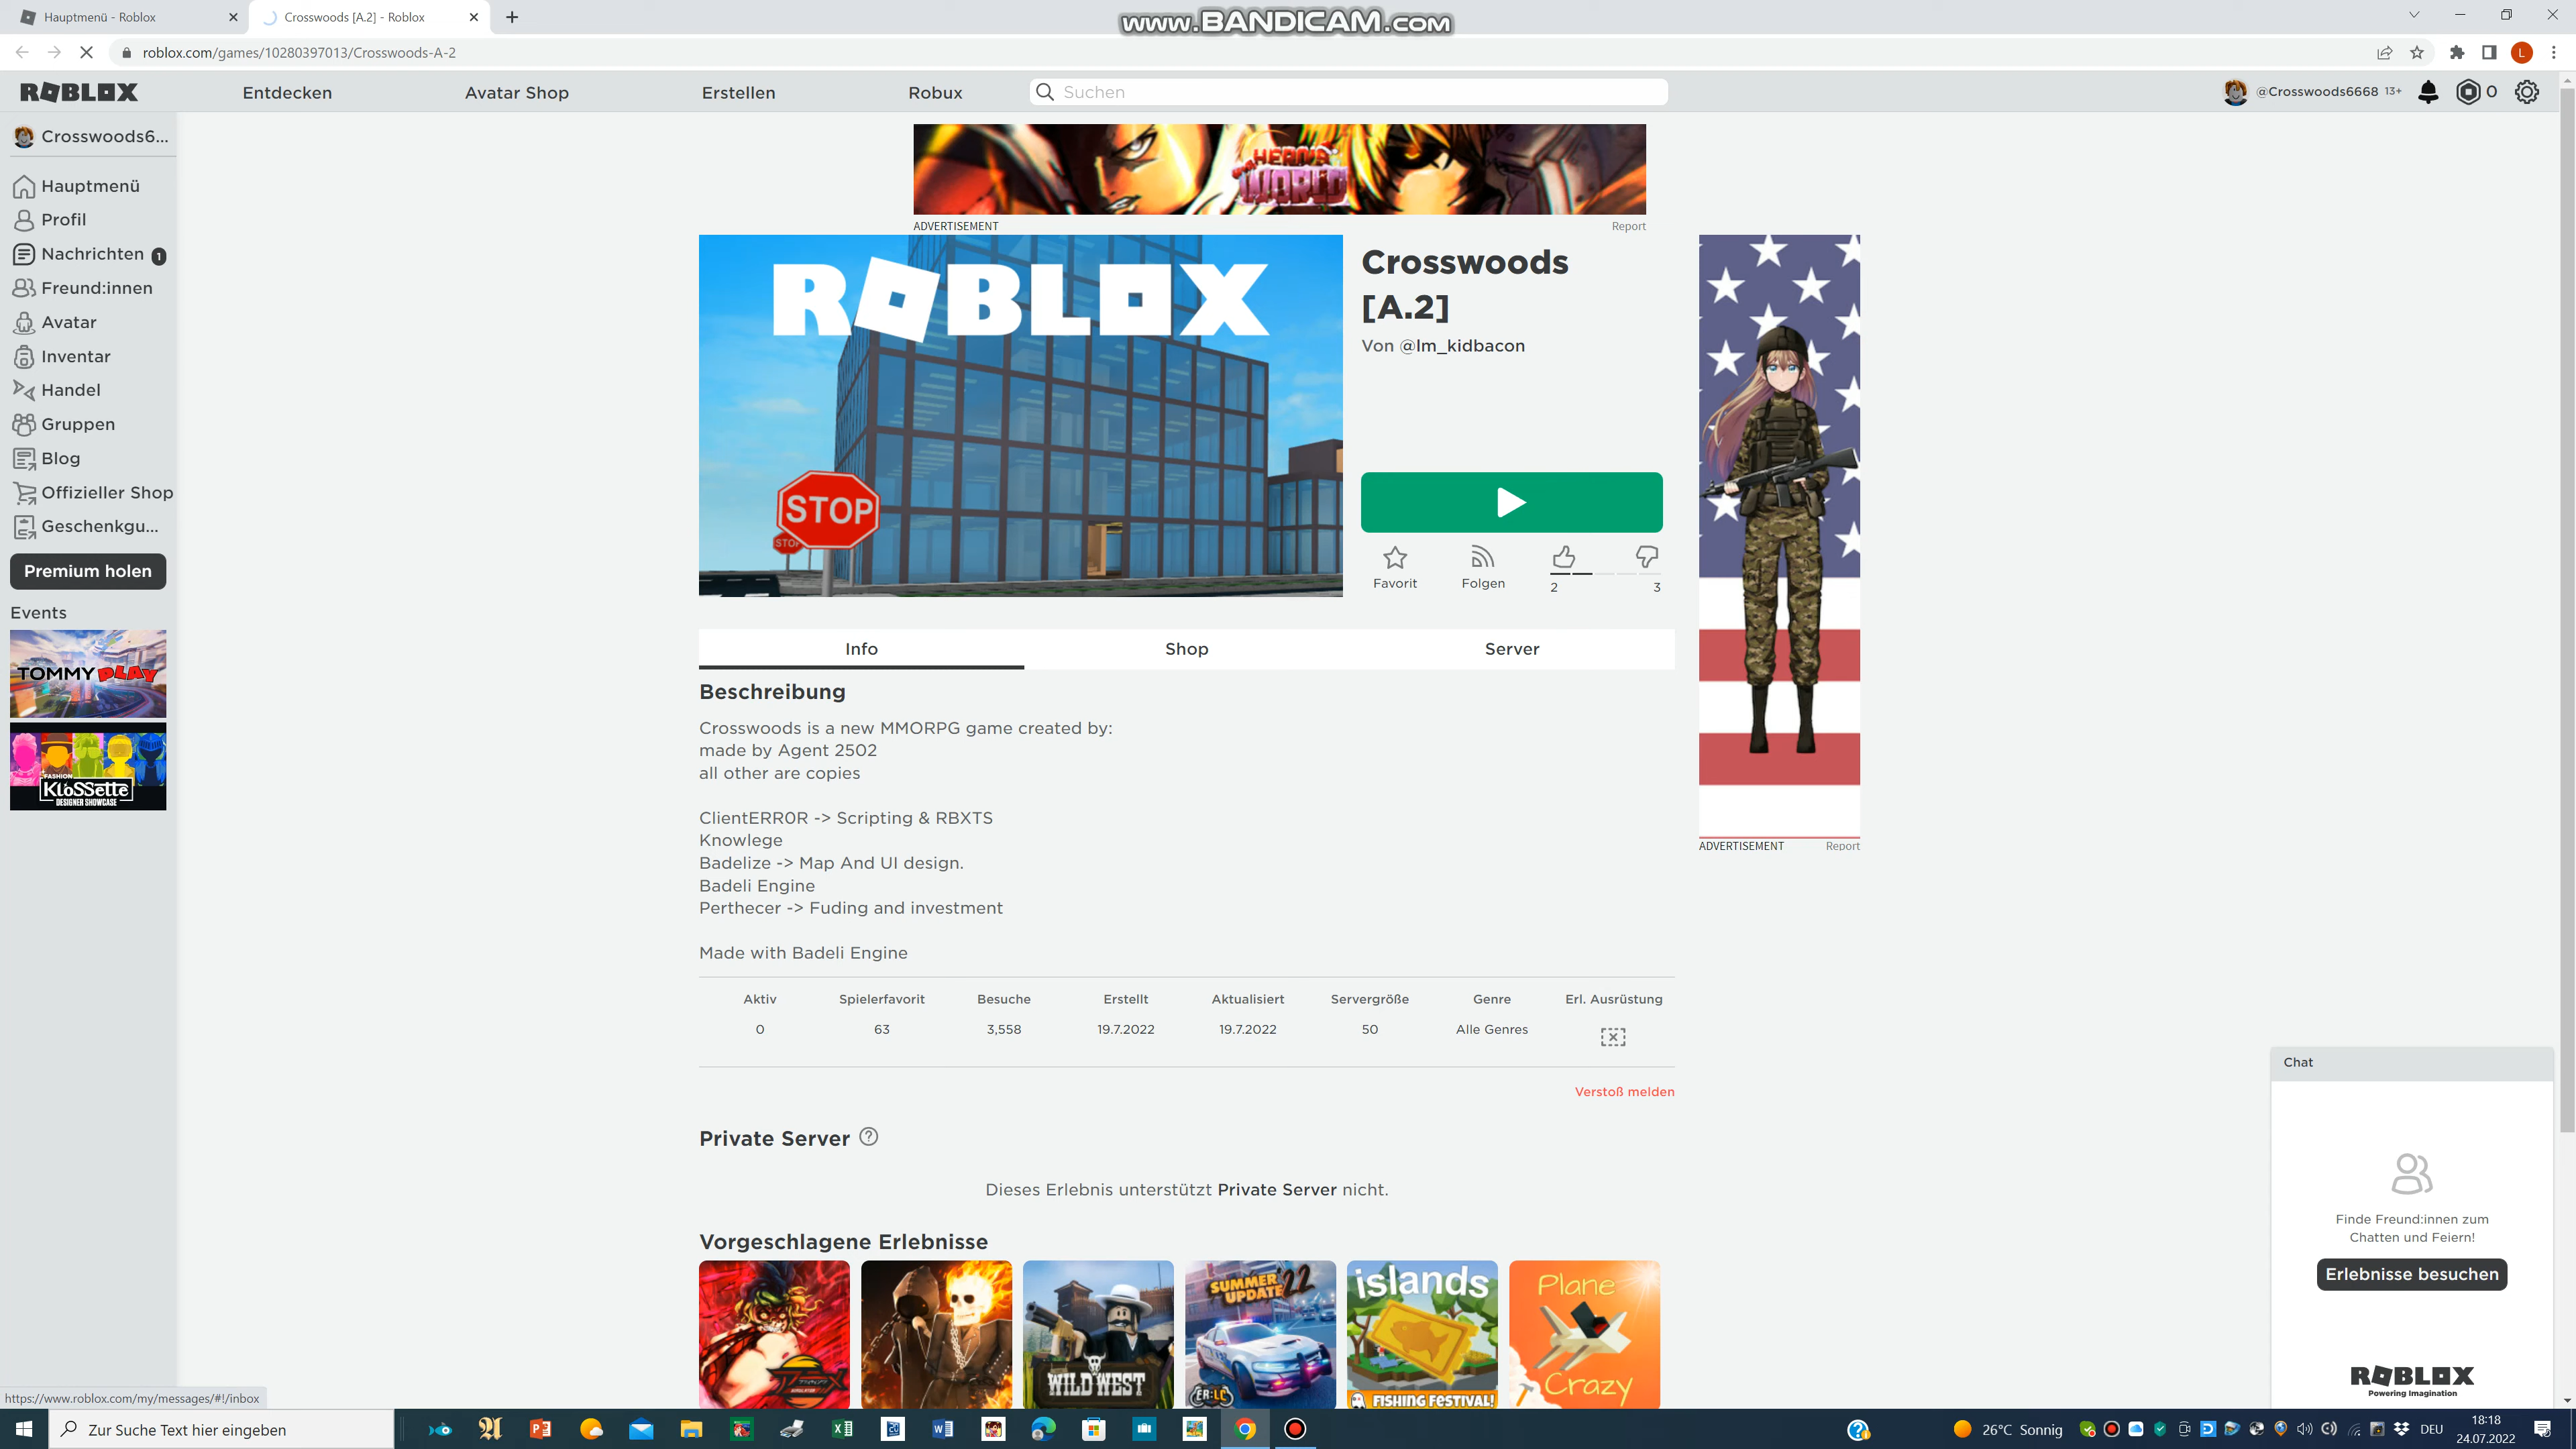 Hauptmenü - Roblox
Crosswoods [A.2] - Roblox
www.BANDICAM.com
roblox.com/games/10280397013/Crosswoods-A-2
L
ROBLOX
Entdecken
Avatar Shop
Erstellen
Robux
Suchen
@Crosswoods6668 13+
0
Crosswoods6...
Hauptmenü
Profil
Nachrichten 1
Freund:innen
Avatar
Inventar
Handel
Gruppen
Blog
Offizieller Shop
Geschenkgu...
Premium holen
Events
TOMMY PLAY
FASHION
KLOSSette
DESIGNER SHOWCASE
WORLD
ADVERTISEMENT
Report
ROBLOX
STOP
STOP
Crosswoods
[A.2]
Von @lm_kidbacon
Favorit
Folgen
2
3
ADVERTISEMENT
Report
Info
Shop
Server
Beschreibung
Crosswoods is a new MMORPG game created by:
made by Agent 2502
all other are copies
ClientERR0R -> Scripting & RBXTS
Knowlege
Badelize -> Map And UI design.
Badeli Engine
Perthecer -> Fuding and investment
Made with Badeli Engine
Aktiv
Spielerfavorit
Besuche
Erstellt
Aktualisiert
Servergröße
Genre
Erl. Ausrüstung
0
63
3,558
19.7.2022
19.7.2022
50
Alle Genres
Verstoß melden
Private Server
Dieses Erlebnis unterstützt Private Server nicht.
Vorgeschlagene Erlebnisse
WILD WEST
SUMMER UPDATE '22
ER:LC
islands
FISHING FESTIVAL!
Plane
Crazy
Chat
Finde Freund:innen zum
Chatten und Feiern!
Erlebnisse besuchen
ROBLOX
Powering Imagination
https://www.roblox.com/my/messages/#!/inbox
Zur Suche Text hier eingeben
26°C Sonnig
DEU
18:18
24.07.2022